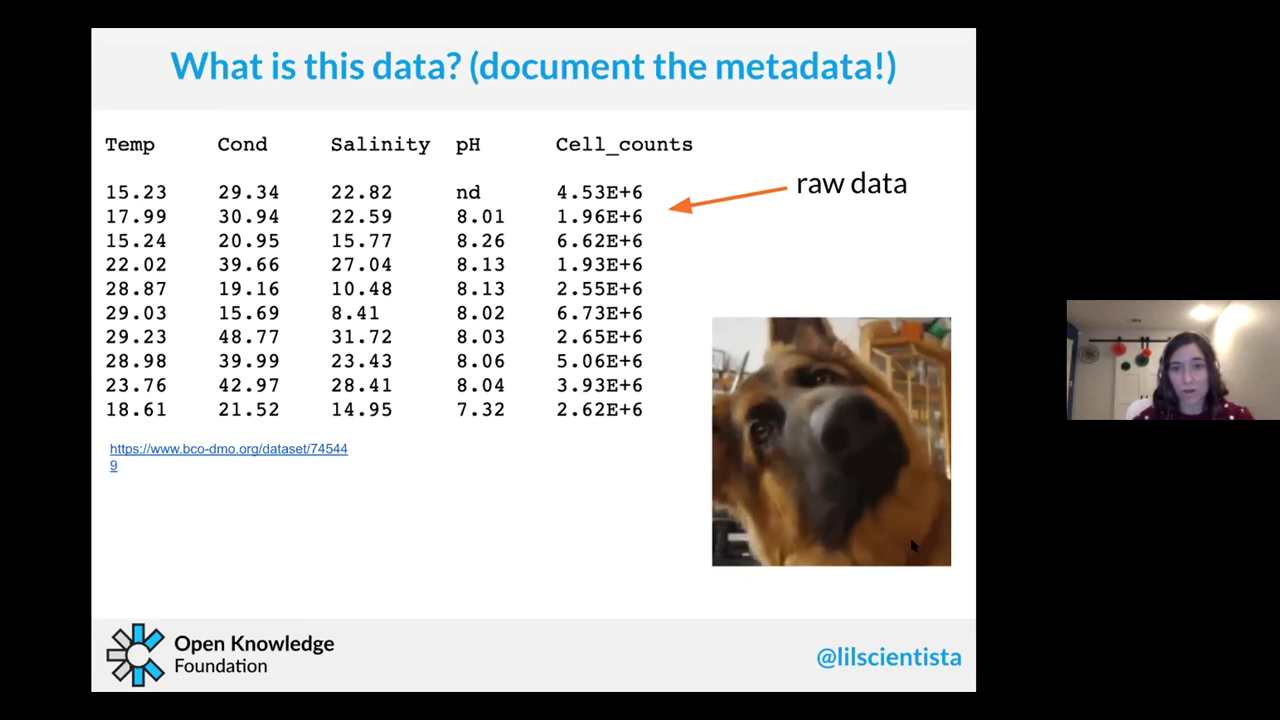 What is this data? (document the metadata!)
Temp Cond Salinity pH Cell_counts
15.23 29.34 22.82 nd 4.53E+6
17.99 30.94 22.59 8.01 1.96E+6
15.24 20.95 15.77 8.26 6.62E+6
22.02 39.66 27.04 8.13 1.93E+6
28.87 19.16 10.48 8.13 2.55E+6
29.03 15.69 8.41 8.02 6.73E+6
29.23 48.77 31.72 8.03 2.65E+6
28.98 39.99 23.43 8.06 5.06E+6
23.76 42.97 28.41 8.04 3.93E+6
18.61 21.52 14.95 7.32 2.62E+6
raw data
https://www.bco-dmo.org/dataset/74544
9
Open Knowledge
Foundation
@lilscientista